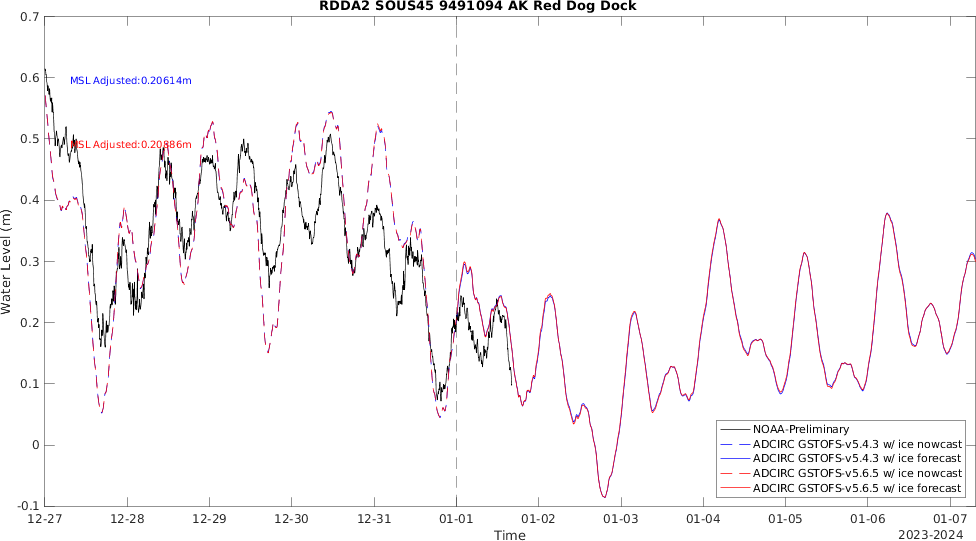 RDDA2 SOUS45 9491094 AK Red Dog Dock
0.7
0.6
0.5
0.4
0.3
0.2
0.1
0
-0.1
Water Level (m)
MSL Adjusted:0.20614m
MSL Adjusted:0.20886m
NOAA-Preliminary
ADCIRC GSTOFS-v5.4.3 w/ ice nowcast
ADCIRC GSTOFS-v5.4.3 w/ ice forecast
ADCIRC GSTOFS-v5.6.5 w/ ice nowcast
ADCIRC GSTOFS-v5.6.5 w/ ice forecast
12-27 12-28 12-29 12-30 12-31 01-01 01-02 01-03 01-04 01-05 01-06 01-07
Time
2023-2024